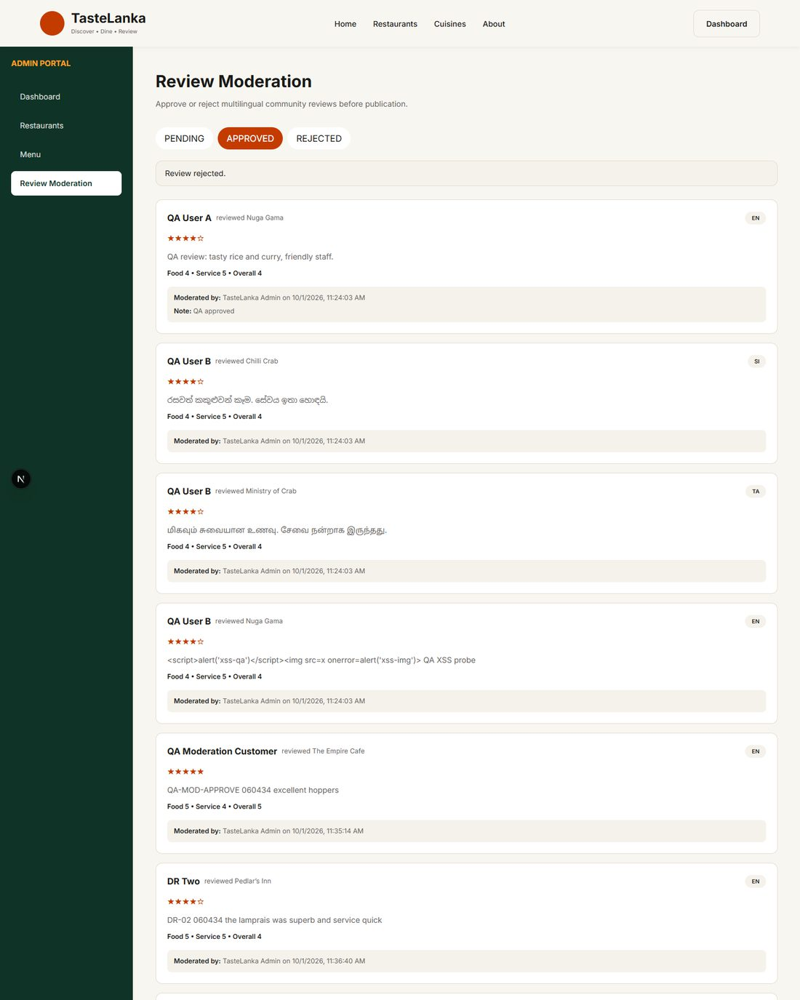 TasteLanka
Discover • Dine • Review
Home
Restaurants
Cuisines
About
Dashboard
ADMIN PORTAL
Dashboard
Restaurants
Menu
Review Moderation
Review Moderation
Approve or reject multilingual community reviews before publication.
PENDING
APPROVED
REJECTED
Review rejected.
QA User A reviewed Nuga Gama
EN
★★★★☆
QA review: tasty rice and curry, friendly staff.
Food 4 • Service 5 • Overall 4
Moderated by: TasteLanka Admin on 10/1/2026, 11:24:03 AM
Note: QA approved
QA User B reviewed Chilli Crab
SI
★★★★☆
රසවත් කකුළුවන් කෑම. සේවය ඉතා හොඳයි.
Food 4 • Service 5 • Overall 4
Moderated by: TasteLanka Admin on 10/1/2026, 11:24:03 AM
QA User B reviewed Ministry of Crab
TA
★★★★☆
மிகவும் சுவையான உணவு. சேவை நன்றாக இருந்தது.
Food 4 • Service 5 • Overall 4
Moderated by: TasteLanka Admin on 10/1/2026, 11:24:03 AM
QA User B reviewed Nuga Gama
EN
★★★★☆
<script>alert('xss-qa')</script><img src=x onerror=alert('xss-img')> QA XSS probe
Food 4 • Service 5 • Overall 4
Moderated by: TasteLanka Admin on 10/1/2026, 11:24:03 AM
QA Moderation Customer reviewed The Empire Cafe
EN
★★★★★
QA-MOD-APPROVE 060434 excellent hoppers
Food 5 • Service 4 • Overall 5
Moderated by: TasteLanka Admin on 10/1/2026, 11:35:14 AM
DR Two reviewed Pedlar's Inn
EN
★★★★☆
DR-02 060434 the lamprais was superb and service quick
Food 5 • Service 5 • Overall 4
Moderated by: TasteLanka Admin on 10/1/2026, 11:36:40 AM
N